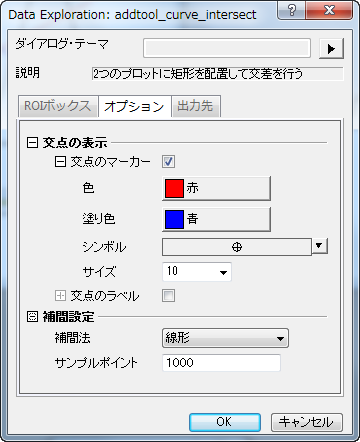 Data Exploration: addtool_curve_intersect
ダイアログ・テーマ
説明 2つのプロットに矩形を配置して交差を行う
ROIボックス オプション 出力先
交点の表示
交点のマーカー
色 赤
塗り色 青
シンボル
サイズ 10
交点のラベル
補間設定
補間法 線形
サンプルポイント 1000
OK キャンセル